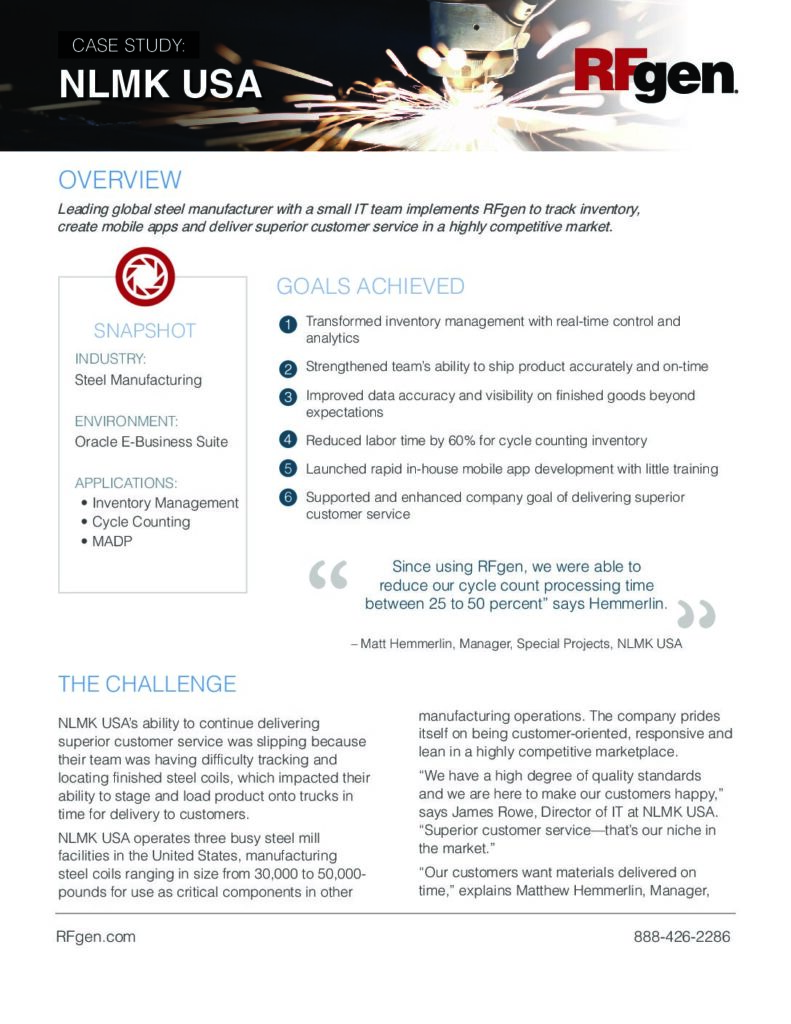 CASE STUDY:
NLMK USA
RFgen.
OVERVIEW
Leading global steel manufacturer with a small IT team implements RFgen to track inventory,
create mobile apps and deliver superior customer service in a highly competitive market.
SNAPSHOT
INDUSTRY:
Steel Manufacturing
ENVIRONMENT:
Oracle E-Business Suite
APPLICATIONS:
• Inventory Management
• Cycle Counting
• MADP
GOALS ACHIEVED
1 Transformed inventory management with real-time control and
analytics
2 Strengthened team's ability to ship product accurately and on-time
3 Improved data accuracy and visibility on finished goods beyond
expectations
4 Reduced labor time by 60% for cycle counting inventory
5 Launched rapid in-house mobile app development with little training
6 Supported and enhanced company goal of delivering superior
customer service
“ Since using RFgen, we were able to
reduce our cycle count processing time
between 25 to 50 percent” says Hemmerlin. ”
– Matt Hemmerlin, Manager, Special Projects, NLMK USA
THE CHALLENGE
NLMK USA's ability to continue delivering
superior customer service was slipping because
their team was having difficulty tracking and
locating finished steel coils, which impacted their
ability to stage and load product onto trucks in
time for delivery to customers.
NLMK USA operates three busy steel mill
facilities in the United States, manufacturing
steel coils ranging in size from 30,000 to 50,000-
pounds for use as critical components in other
manufacturing operations. The company prides
itself on being customer-oriented, responsive and
lean in a highly competitive marketplace.
“We have a high degree of quality standards
and we are here to make our customers happy,”
says James Rowe, Director of IT at NLMK USA.
“Superior customer service—that's our niche in
the market.”
“Our customers want materials delivered on
time,” explains Matthew Hemmerlin, Manager,
RFgen.com
888-426-2286